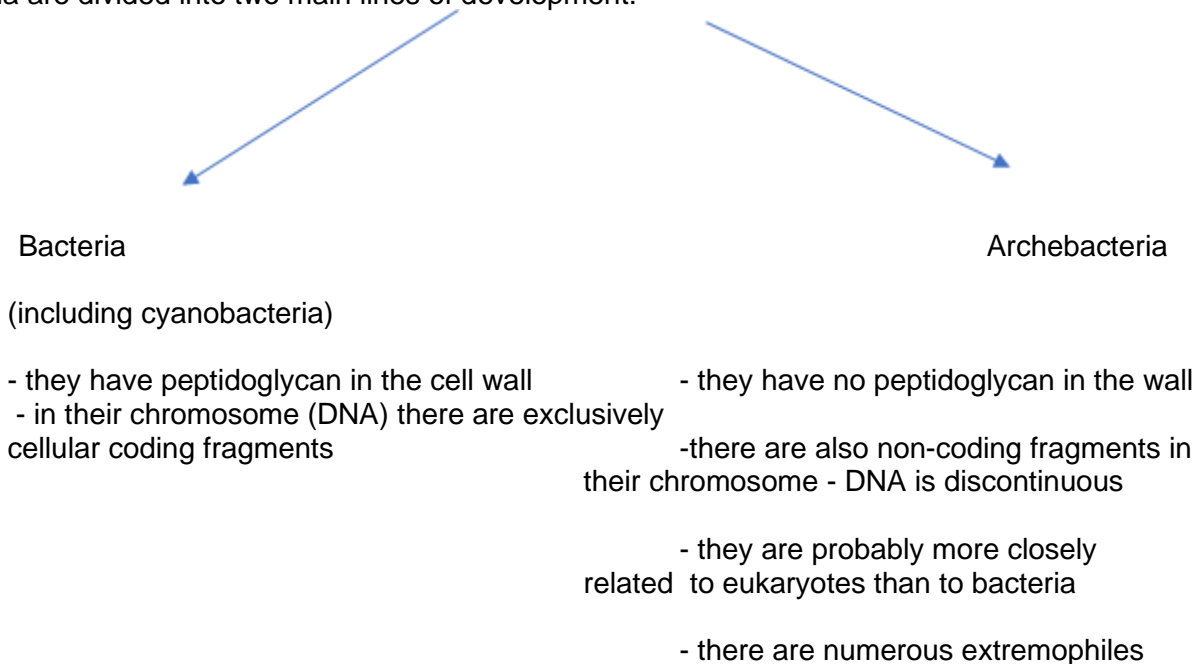 are divided into two main lines of development.
Bacteria
Archebacteria
(including cyanobacteria)
- they have peptidoglycan in the cell wall
- in their chromosome (DNA) there are exclusively
cellular coding fragments
- they have no peptidoglycan in the wall
-there are also non-coding fragments in
their chromosome - DNA is discontinuous
- they are probably more closely
related to eukaryotes than to bacteria
- there are numerous extremophiles